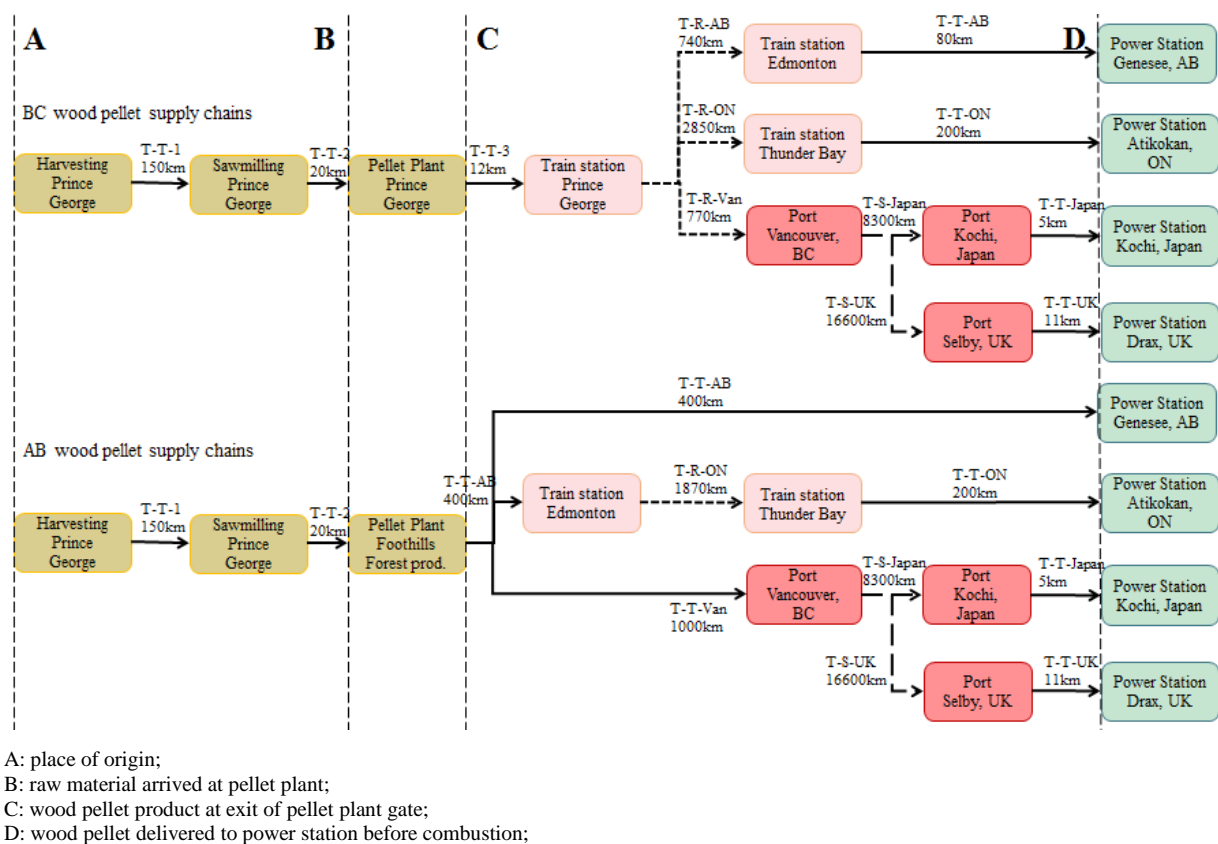 A
B
C
D
T-R-AB
740km
Train station
Edmonton
T-T-AB
80km
Power Station
Genesee, AB
BC wood pellet supply chains
T-R-ON
2850km
Train station
Thunder Bay
T-T-ON
200km
Power Station
Atikokan,
ON
Harvesting
Prince
George
T-T-1
150km
Sawmilling
Prince
George
T-T-2
20km
Pellet Plant
Prince
George
T-T-3
12km
Train station
Prince
George
T-R-Van
770km
Port
Vancouver,
BC
T-S-Japan
8300km
Port
Kochi,
Japan
T-T-Japan
5km
Power Station
Kochi, Japan
T-S-UK
16600km
Port
Selby, UK
T-T-UK
11km
Power Station
Drax, UK
T-T-AB
400km
Power Station
Genesee, AB
AB wood pellet supply chains
Harvesting
Prince
George
T-T-1
150km
Sawmilling
Prince
George
T-T-2
20km
Pellet Plant
Foothills
Forest prod.
T-T-AB
400km
Train station
Edmonton
T-R-ON
1870km
Train station
Thunder Bay
T-T-ON
200km
Power Station
Atikokan,
ON
T-T-Van
1000km
Port
Vancouver,
BC
T-S-Japan
8300km
Port
Kochi,
Japan
T-T-Japan
5km
Power Station
Kochi, Japan
T-S-UK
16600km
Port
Selby, UK
T-T-UK
11km
Power Station
Drax, UK
A: place of origin;
B: raw material arrived at pellet plant;
C: wood pellet product at exit of pellet plant gate;
D: wood pellet delivered to power station before combustion;